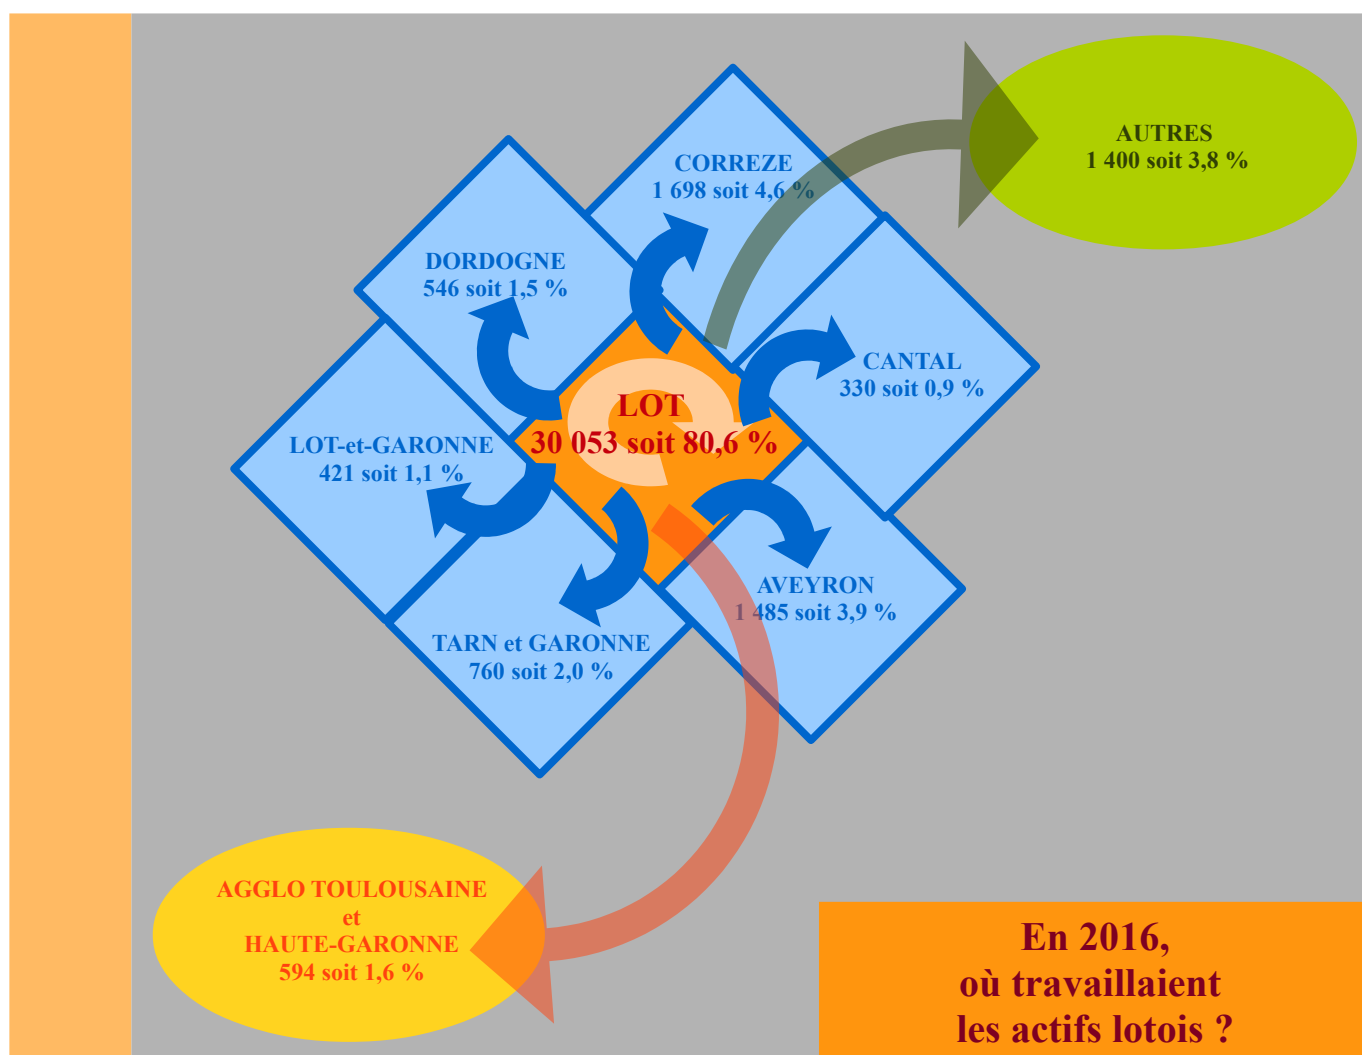 AUTRES
1 400 soit 3,8 %
CORREZE
1 698 soit 4,6 %
DORDOGNE
546 soit 1,5 %
CANTAL
330 soit 0,9 %
LOT
30 053 soit 80,6 %
LOT-et-GARONNE
421 soit 1,1 %
AVEYRON
1 485 soit 3,9 %
TARN et GARONNE
760 soit 2,0 %
AGGLO TOULOUSAINE
et
HAUTE-GARONNE
594 soit 1,6 %
En 2016,
où travaillaient
les actifs lotois ?